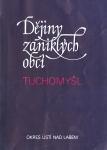 Dějiny
zaniklých
obcí
TUCHOMYŠL
OKRES ÚSTÍ NAD LABEM